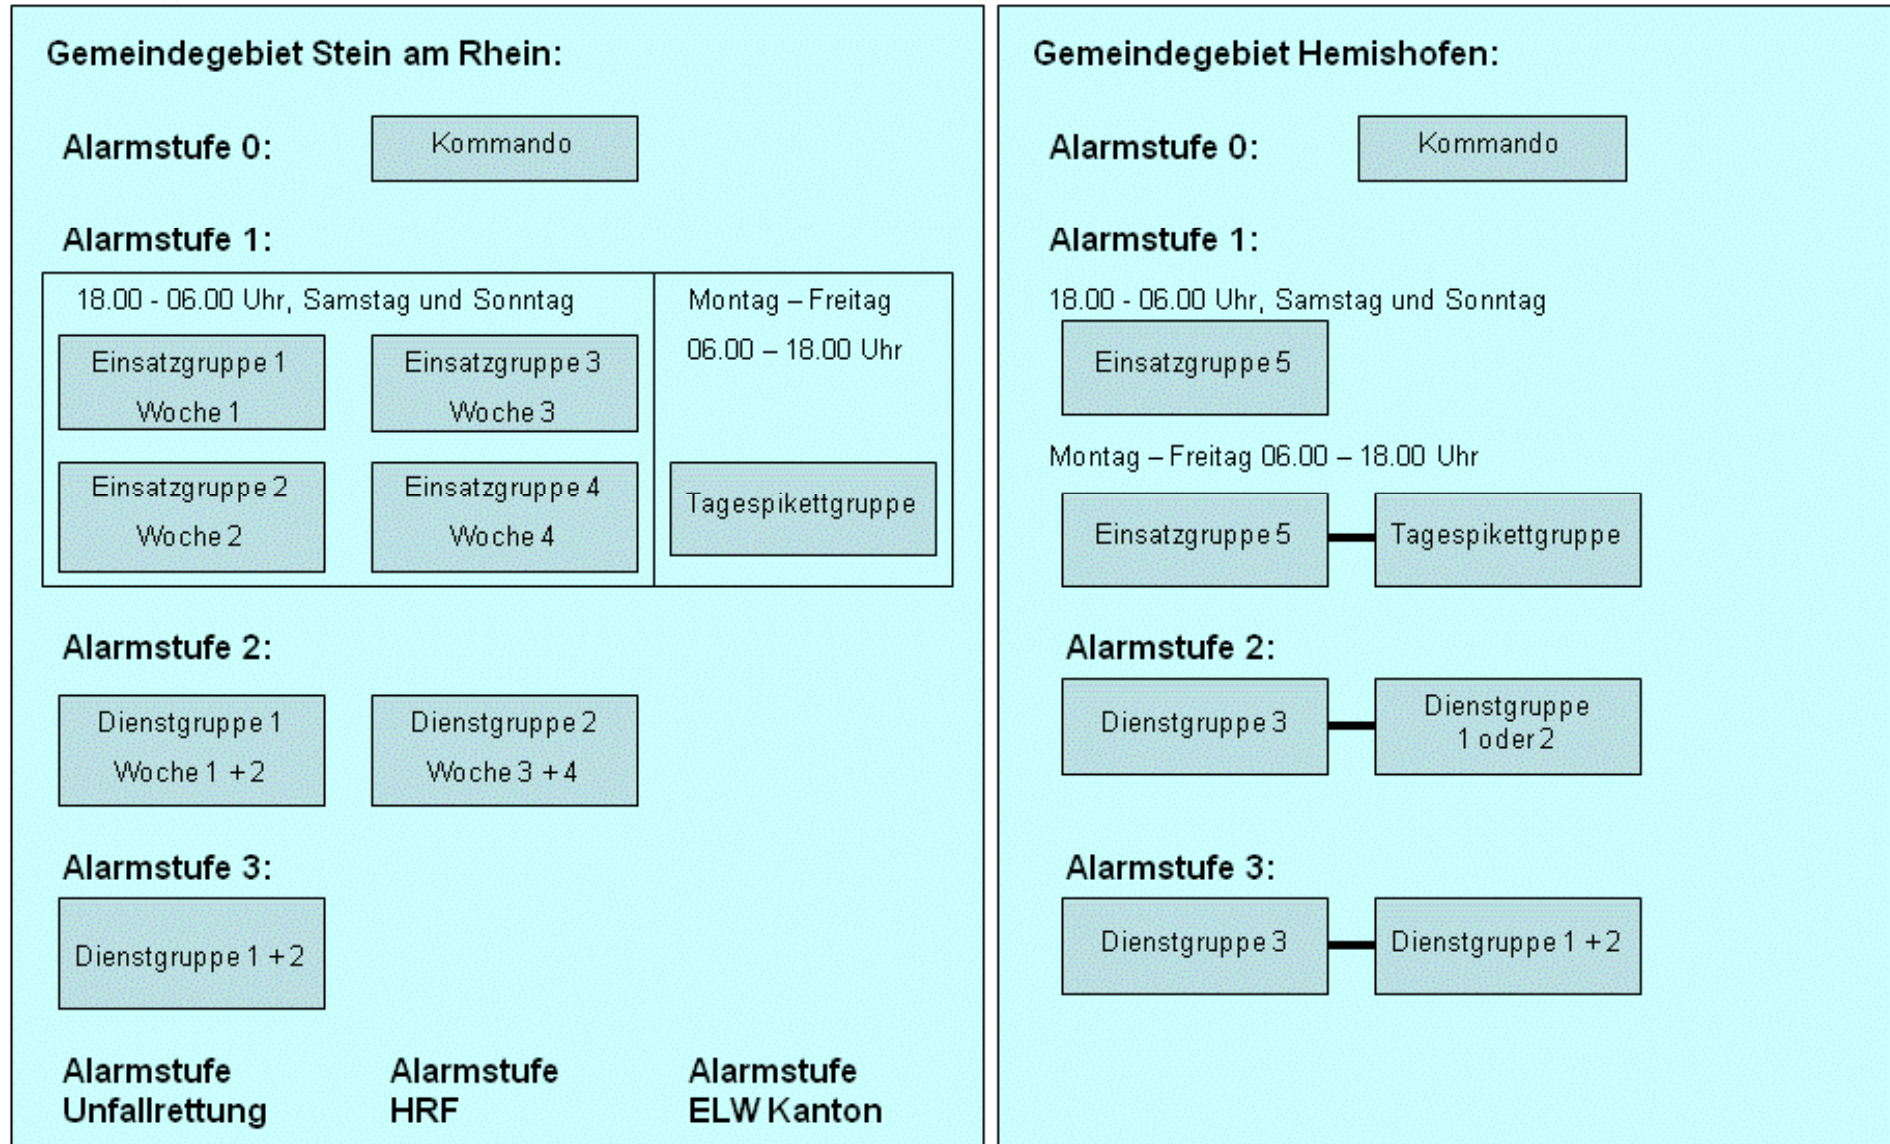 Gemeindegebiet Stein am Rhein:
Alarmstufe 0:
Kommando
Alarmstufe 1:
18.00 - 06.00 Uhr, Samstag und Sonntag
Einsatzgruppe 1
Woche 1
Einsatzgruppe 3
Woche 3
Einsatzgruppe 2
Woche 2
Einsatzgruppe 4
Woche 4
Montag – Freitag
06.00 – 18.00 Uhr
Tagespikettgruppe
Alarmstufe 2:
Dienstgruppe 1
Woche 1 + 2
Dienstgruppe 2
Woche 3 + 4
Alarmstufe 3:
Dienstgruppe 1 + 2
Alarmstufe
Unfallrettung
Alarmstufe
HRF
Alarmstufe
ELW Kanton
Gemeindegebiet Hemishofen:
Alarmstufe 0:
Kommando
Alarmstufe 1:
18.00 - 06.00 Uhr, Samstag und Sonntag
Einsatzgruppe 5
Montag – Freitag 06.00 – 18.00 Uhr
Einsatzgruppe 5
Tagespikettgruppe
Alarmstufe 2:
Dienstgruppe 3
Dienstgruppe
1 oder 2
Alarmstufe 3:
Dienstgruppe 3
Dienstgruppe 1 + 2